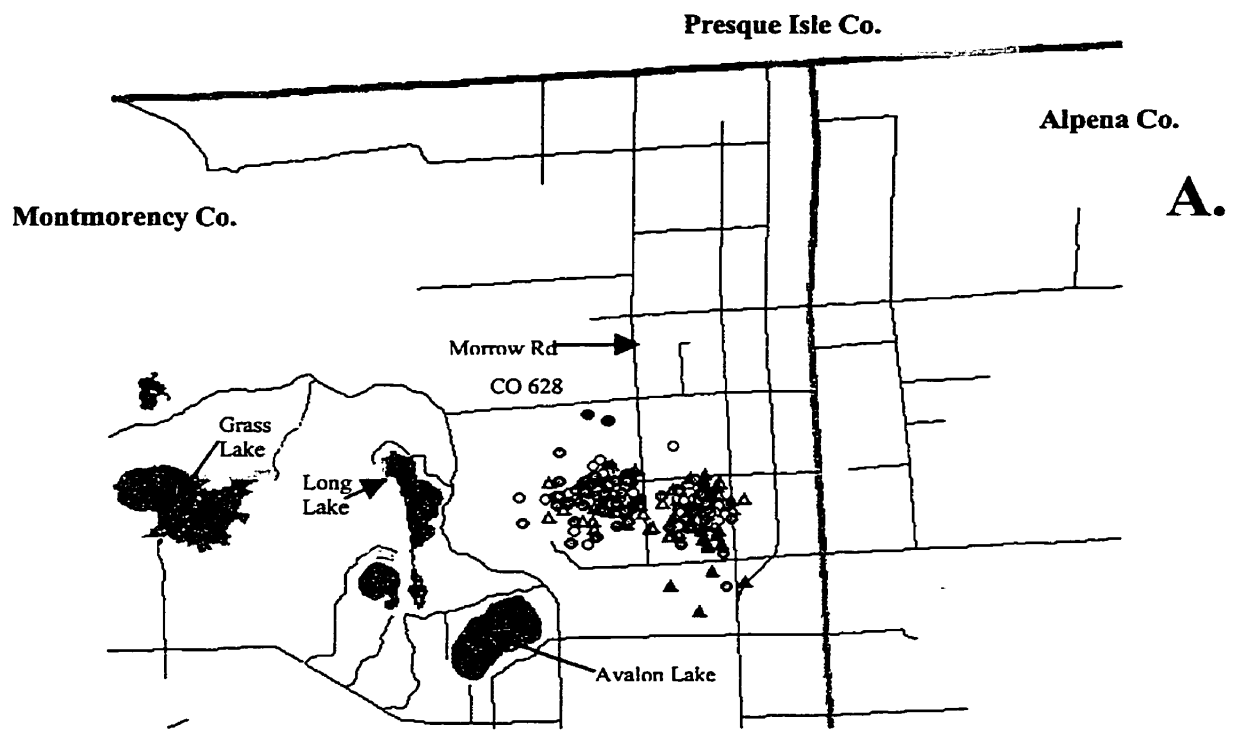 Presque Isle Co.
Alpena Co.
A.
Montmorency Co.
Morrow Rd
CO 628
Grass
Lake
Long
Lake
Avalon Lake